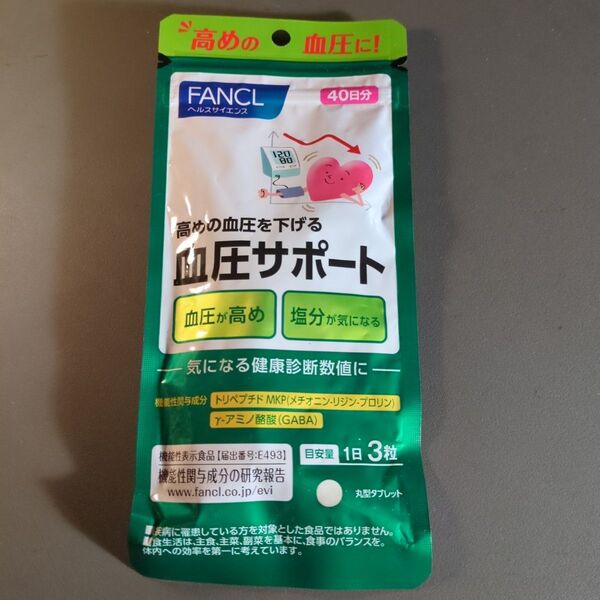 高めの 血圧に!
FANCL
ヘルスサイエンス
40日分
120
80
高めの血圧を下げる
血圧サポート
血圧が高め
塩分が気になる
気になる健康診断数値に
機能性関与成分
トリペプチド MKP(メチオニン-リジン-プロリン)
γ-アミノ酪酸(GABA)
機能性表示食品【届出番号:E493】
機能性関与成分の研究報告
www.fancl.co.jp/evi
目安量 1日 3粒
丸型タブレット
■疾病に罹患している方を対象とした食品ではありません。
■食生活は、主食、主菜、副菜を基本に、食事のバランスを。
体内への効率を第一に考えています。